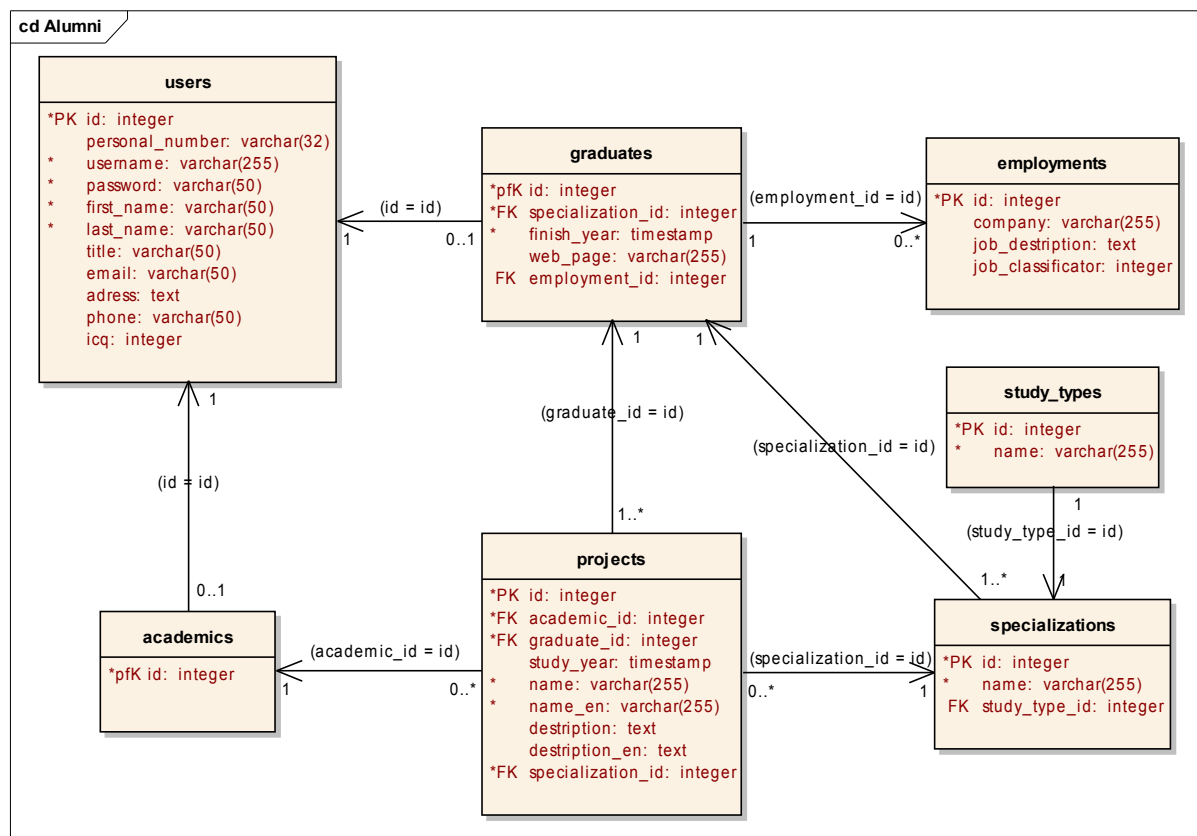 cd Alumni
users
*PK id: integer
personal_number: varchar(32)
* username: varchar(255)
* password: varchar(50)
* first_name: varchar(50)
* last_name: varchar(50)
title: varchar(50)
email: varchar(50)
adress: text
phone: varchar(50)
icq: integer
(id = id)
1
0..1
graduates
*pfK id: integer
*FK specialization_id: integer
* finish_year: timestamp
web_page: varchar(255)
FK employment_id: integer
(employment_id = id)
1
0..*
employments
*PK id: integer
company: varchar(255)
job_destription: text
job_classificator: integer
1
(id = id)
0..1
1
(graduate_id = id)
1..*
1
(specialization_id = id)
1..*
study_types
*PK id: integer
* name: varchar(255)
1
(study_type_id = id)
1
academics
*pfK id: integer
(academic_id = id)
1
0..*
projects
*PK id: integer
*FK academic_id: integer
*FK graduate_id: integer
study_year: timestamp
* name: varchar(255)
* name_en: varchar(255)
destription: text
destription_en: text
*FK specialization_id: integer
(specialization_id = id)
0..*
1
specializations
*PK id: integer
* name: varchar(255)
FK study_type_id: integer